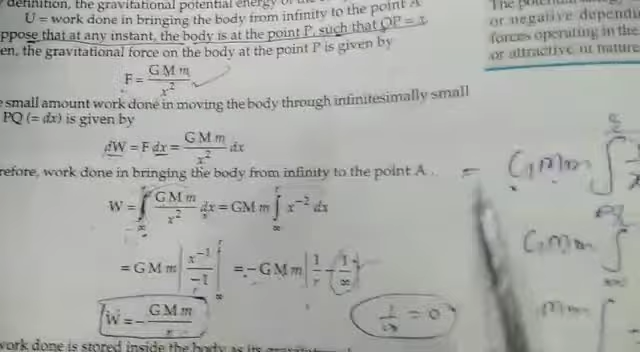 definition, the gravitational potential energy
U = work done in bringing the body from infinity to the point A
ppose that at any instant, the body is at the point P, such that OP = x
en, the gravitational force on the body at the point P is given by
F = GMm/x²
small amount work done in moving the body through infinitesimally small
PQ (= dx) is given by
dW = F dx = GMm/x² dx
refore, work done in bringing the body from infinity to the point A.
W = ∫_∞^r GMm/x² dx = GMm ∫_∞^r x⁻² dx
= GMm |x⁻¹/−1|_∞^r = −GMm |1/r − 1/∞|
W = − GMm/r
work done is stored inside the body as its
The
or negative depending
forces operating in the
or attractive in nature
= GMm ∫
GMm ∫
1/∞ = 0
Mm ∫